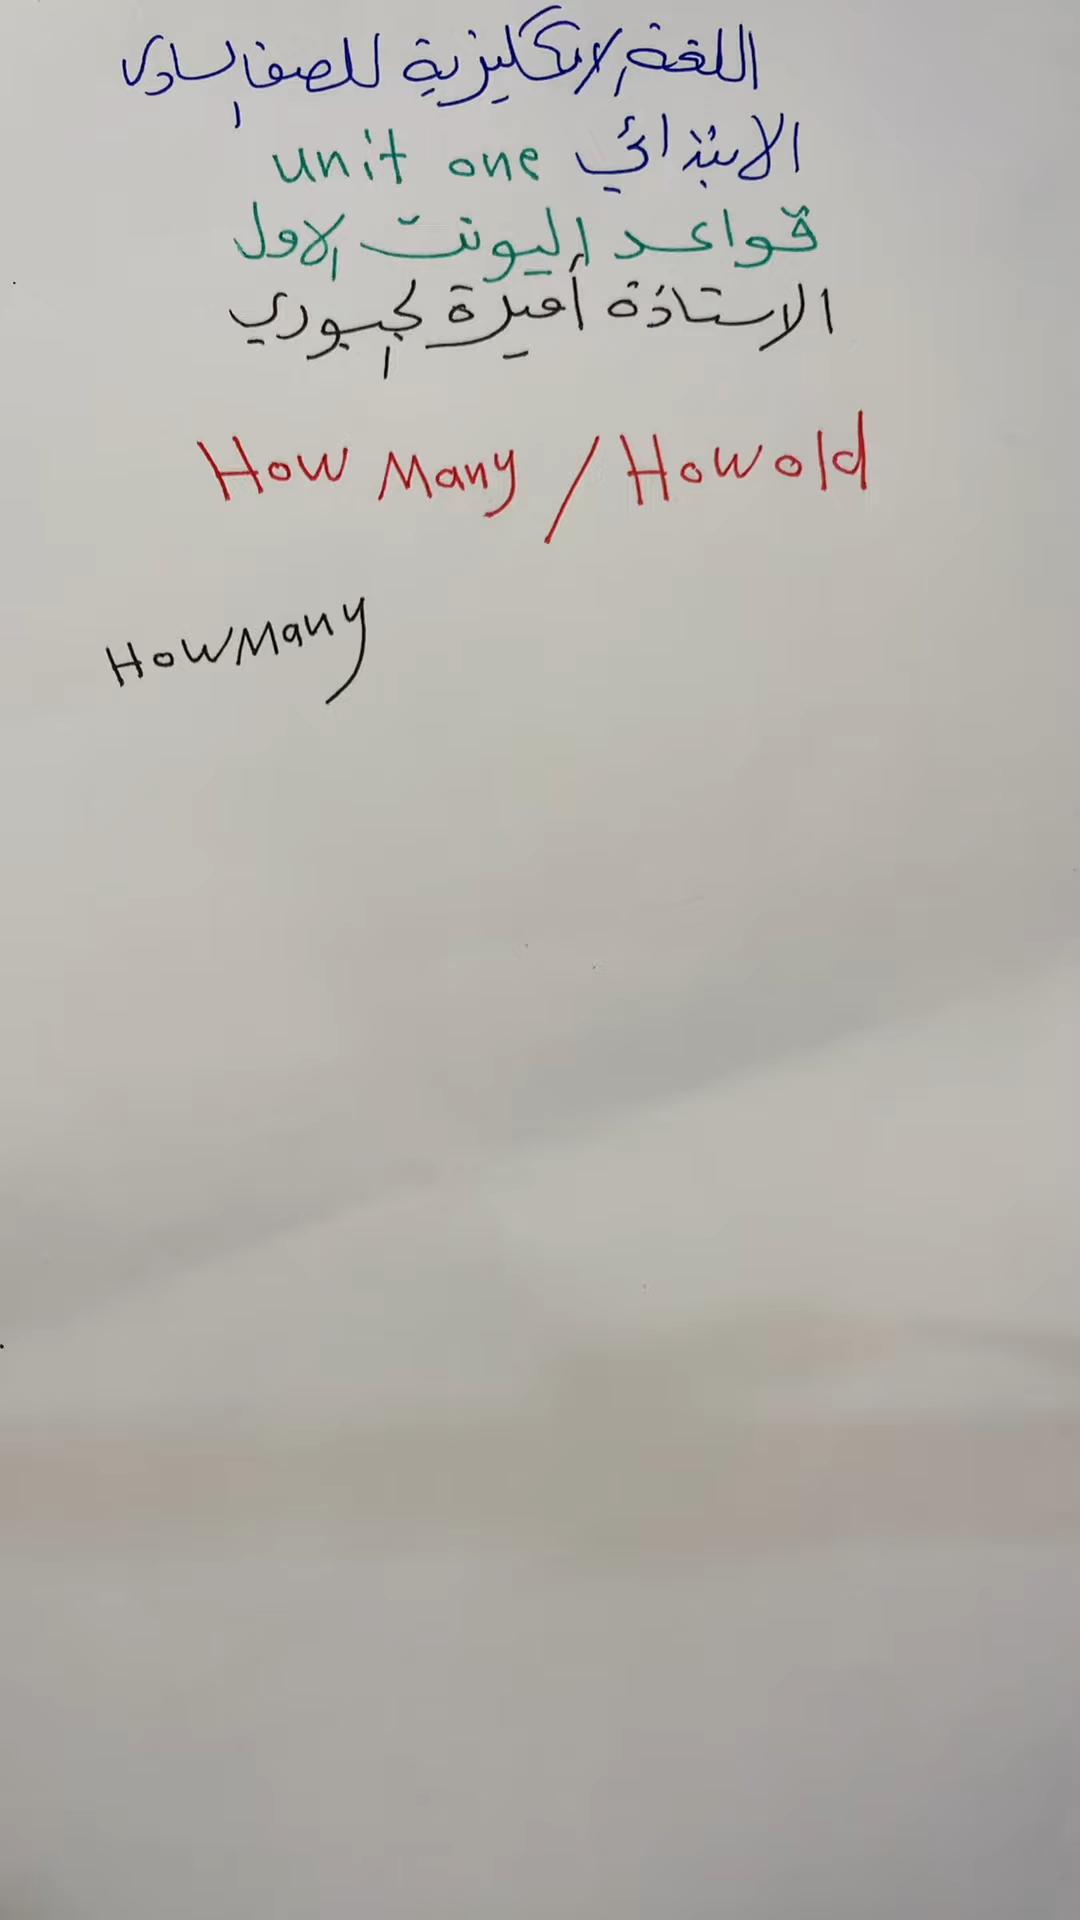 اللغة الانكليزية للصف السادس
الابتدائي unit one
قواعد اليونت الاول
الاستاذة أميرة الجبوري
How Many / How old
How Many